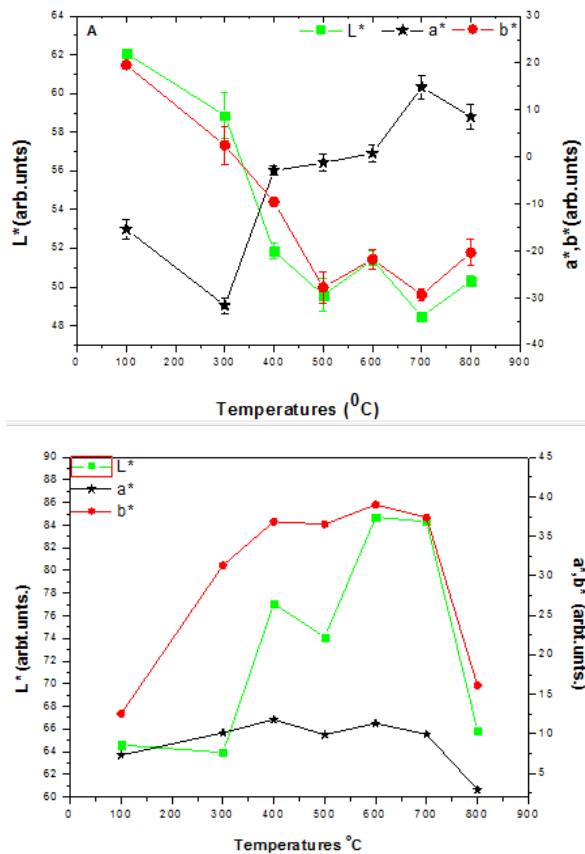 A
L*
a*
b*
62
60
58
56
54
52
50
48
L*(arb.unts)
30
20
10
0
-10
-20
-30
-40
a*,b*(arb.unts)
0 100 200 300 400 500 600 700 800 900
Temperatures (⁰C)
L*
a*
b*
90
88
86
84
82
80
78
76
74
72
70
68
66
64
62
60
L* (arbt.unts.)
45
40
35
30
25
20
15
10
5
a*,b* (arbt.unts.)
0 100 200 300 400 500 600 700 800 900
Temperatures °C